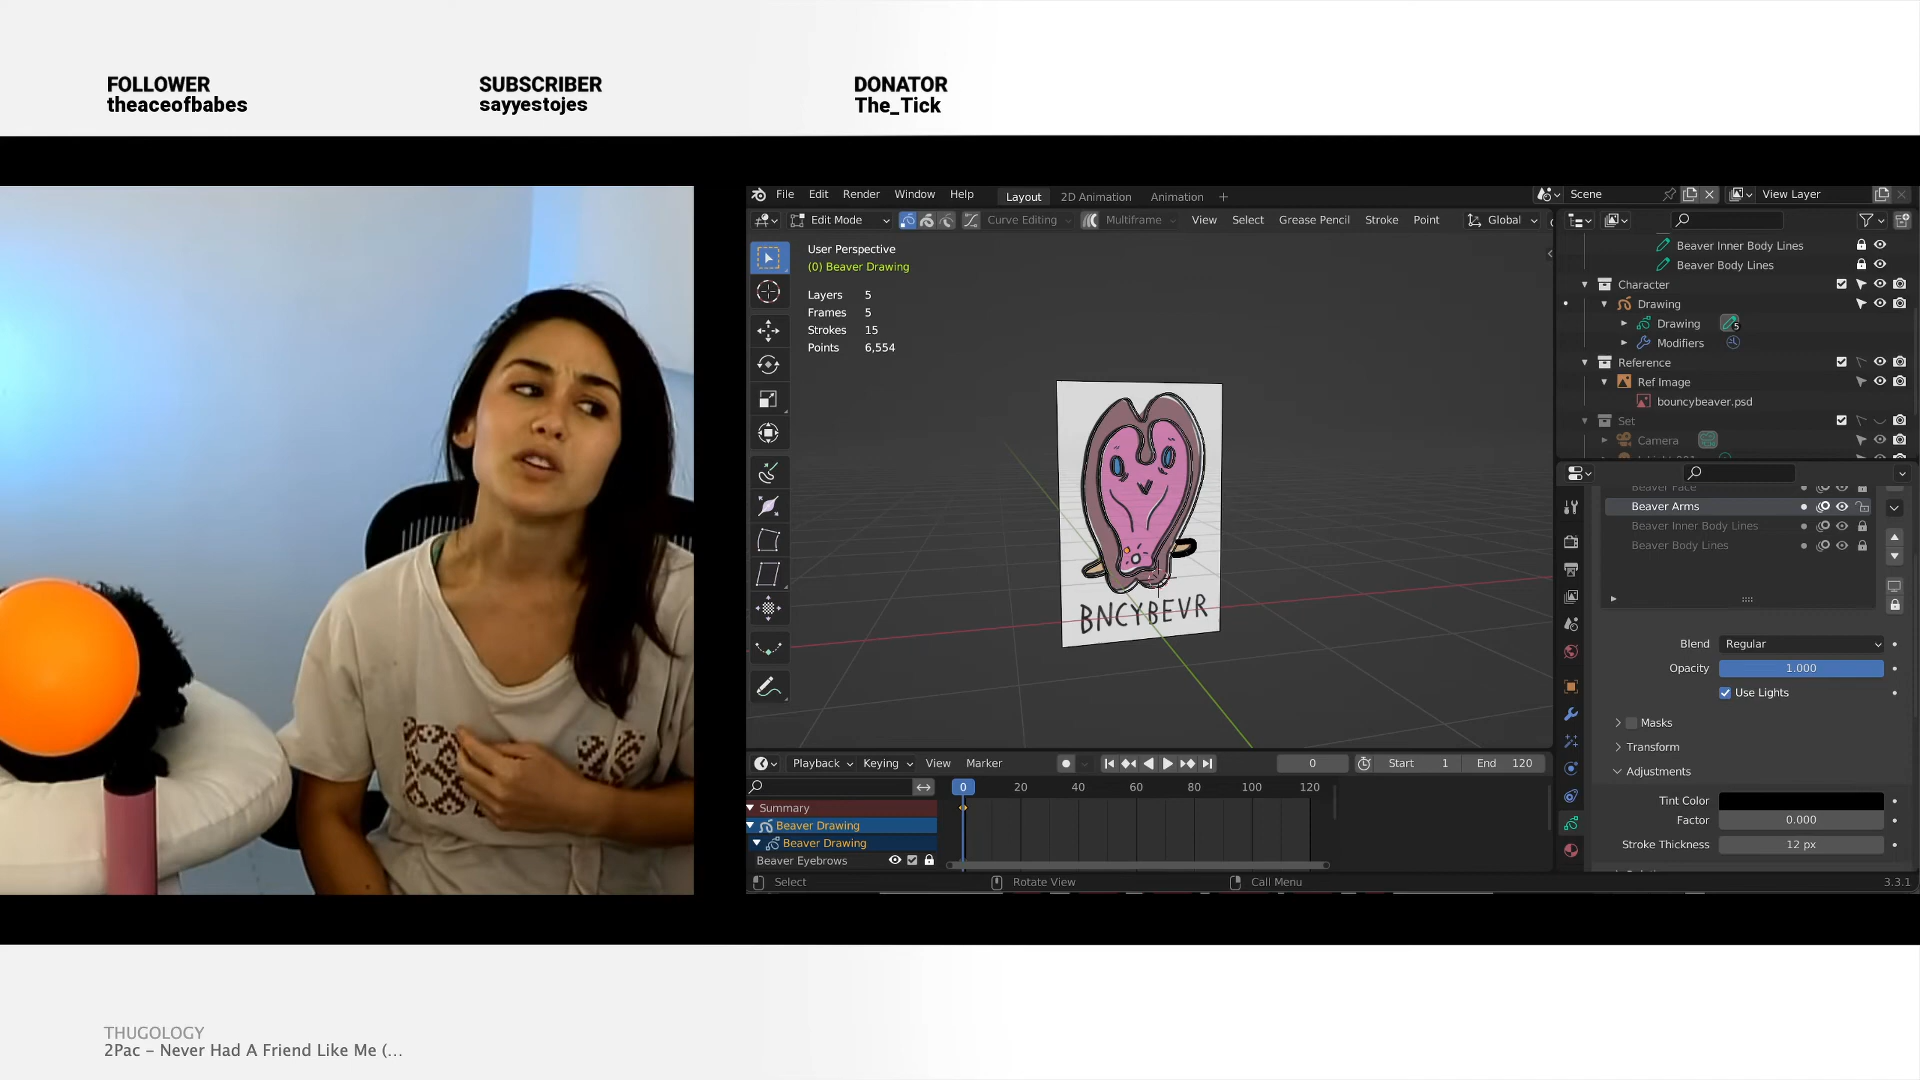 FOLLOWER
theaceofbabes
SUBSCRIBER
sayyestojes
DONATOR
The_Tick
File Edit Render Window Help Layout 2D Animation Animation + Scene View Layer
Edit Mode Curve Editing Multiframe View Select Grease Pencil Stroke Point Global
User Perspective
(0) Beaver Drawing
Layers 5
Frames 5
Strokes 15
Points 6,554
BNCYBEVR
Beaver Inner Body Lines
Beaver Body Lines
Character
Drawing
Drawing 5
Modifiers
Reference
Ref Image
bouncybeaver.psd
Set
Camera
Beaver Face
Beaver Arms
Beaver Inner Body Lines
Beaver Body Lines
Blend Regular
Opacity 1.000
Use Lights
Masks
Transform
Adjustments
Tint Color
Factor 0.000
Stroke Thickness 12 px
Playback Keying View Marker 0 Start 1 End 120
0 20 40 60 80 100 120
Summary
Beaver Drawing
Beaver Drawing
Beaver Eyebrows
Select Rotate View Call Menu 3.3.1
THUGOLOGY
2Pac - Never Had A Friend Like Me (...